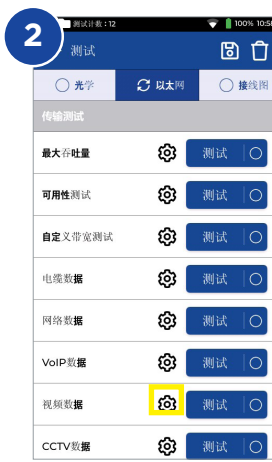 2
测试计数：12 100% 10:58
测试
光学 以太网 接线图
传输测试
最大吞吐量 测试
可用性测试 测试
自定义带宽测试 测试
电缆数据 测试
网络数据 测试
VoIP数据 测试
视频数据 测试
CCTV数据 测试